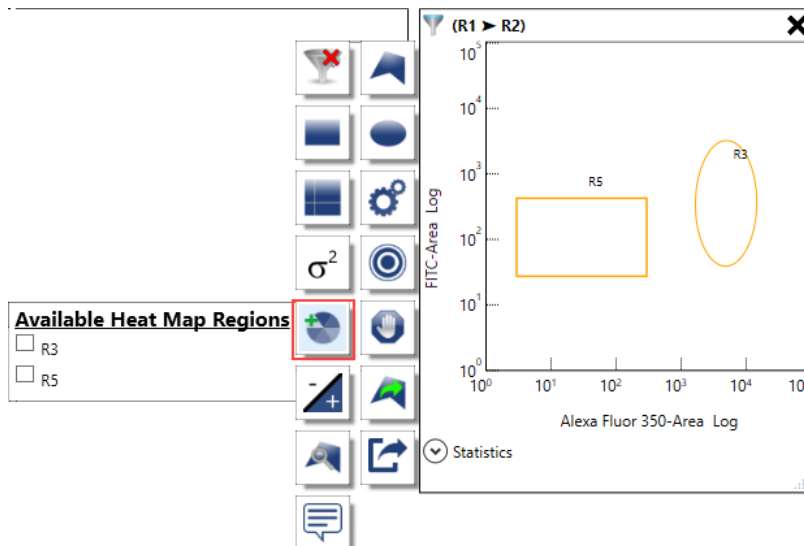 (R1 ➤ R2)
10^5
10^4
10^3
10^2
10^1
10^0
FITC-Area Log
R5
R3
10^0 10^1 10^2 10^3 10^4
Alexa Fluor 350-Area Log
Statistics
σ²
Available Heat Map Regions
R3
R5
- +